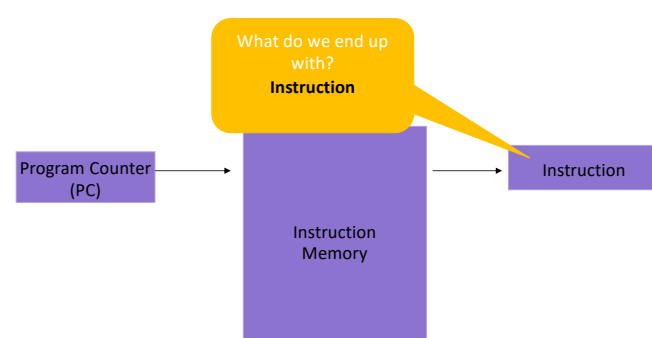 What do we end up
with?
Instruction
Program Counter
(PC)
Instruction
Memory
Instruction